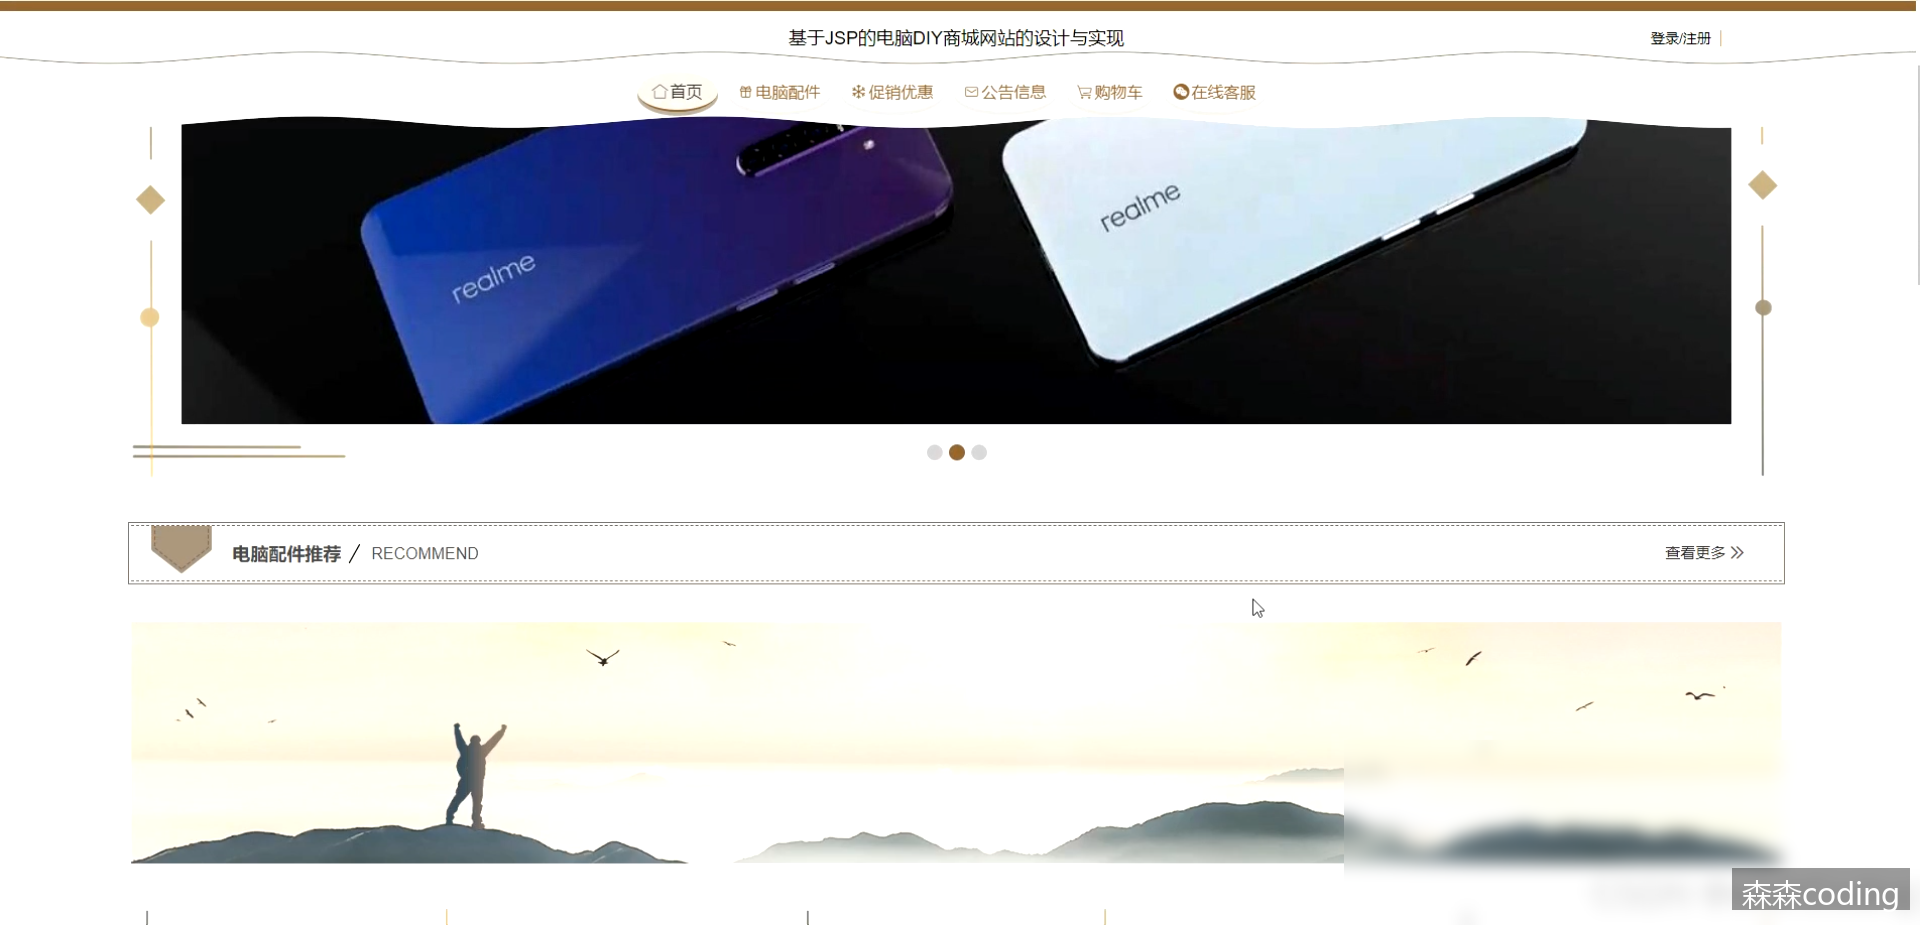 基于JSP的电脑DIY商城网站的设计与实现
登录/注册
首页
电脑配件
促销优惠
公告信息
购物车
在线客服
realme
realme
电脑配件推荐 / RECOMMEND
查看更多
森森coding